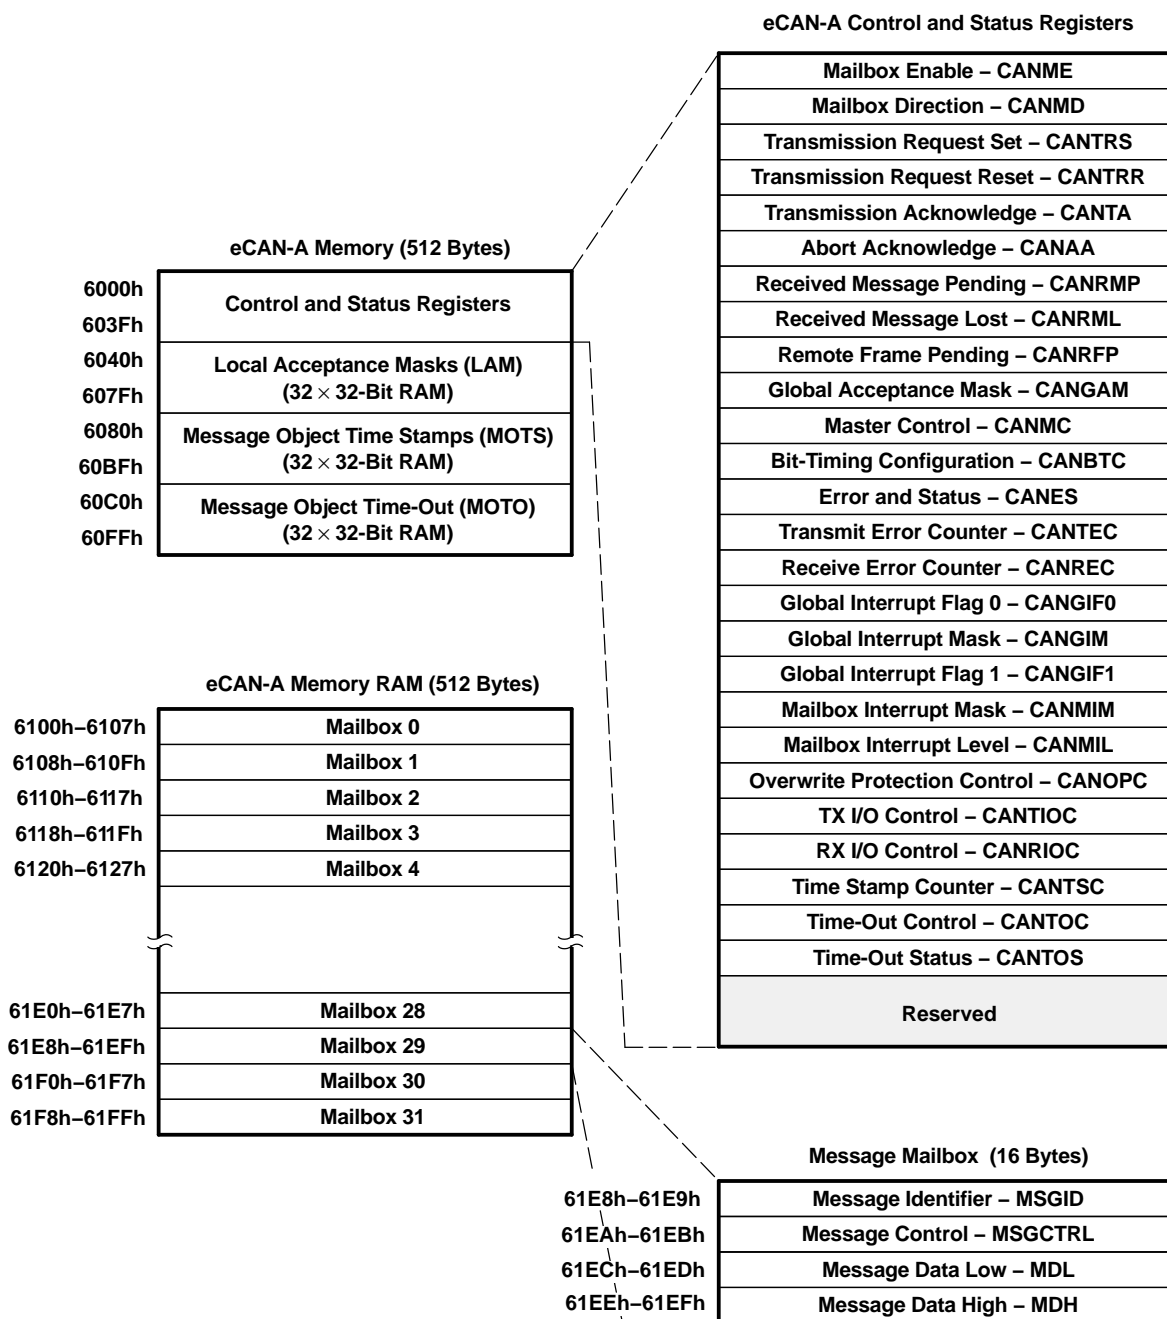 eCAN-A Control and Status Registers
Mailbox Enable – CANME
Mailbox Direction – CANMD
Transmission Request Set – CANTRS
Transmission Request Reset – CANTRR
Transmission Acknowledge – CANTA
Abort Acknowledge – CANAA
Received Message Pending – CANRMP
Received Message Lost – CANRML
Remote Frame Pending – CANRFP
Global Acceptance Mask – CANGAM
Master Control – CANMC
Bit-Timing Configuration – CANBTC
Error and Status – CANES
Transmit Error Counter – CANTEC
Receive Error Counter – CANREC
Global Interrupt Flag 0 – CANGIF0
Global Interrupt Mask – CANGIM
Global Interrupt Flag 1 – CANGIF1
Mailbox Interrupt Mask – CANMIM
Mailbox Interrupt Level – CANMIL
Overwrite Protection Control – CANOPC
TX I/O Control – CANTIOC
RX I/O Control – CANRIOC
Time Stamp Counter – CANTSC
Time-Out Control – CANTOC
Time-Out Status – CANTOS
Reserved
eCAN-A Memory (512 Bytes)
6000h
Control and Status Registers
603Fh
6040h
Local Acceptance Masks (LAM)
(32 × 32-Bit RAM)
607Fh
6080h
Message Object Time Stamps (MOTS)
(32 × 32-Bit RAM)
60BFh
60C0h
Message Object Time-Out (MOTO)
(32 × 32-Bit RAM)
60FFh
eCAN-A Memory RAM (512 Bytes)
6100h–6107h Mailbox 0
6108h–610Fh Mailbox 1
6110h–6117h Mailbox 2
6118h–611Fh Mailbox 3
6120h–6127h Mailbox 4
61E0h–61E7h Mailbox 28
61E8h–61EFh Mailbox 29
61F0h–61F7h Mailbox 30
61F8h–61FFh Mailbox 31
Message Mailbox (16 Bytes)
61E8h–61E9h Message Identifier – MSGID
61EAh–61EBh Message Control – MSGCTRL
61ECh–61EDh Message Data Low – MDL
61EEh–61EFh Message Data High – MDH